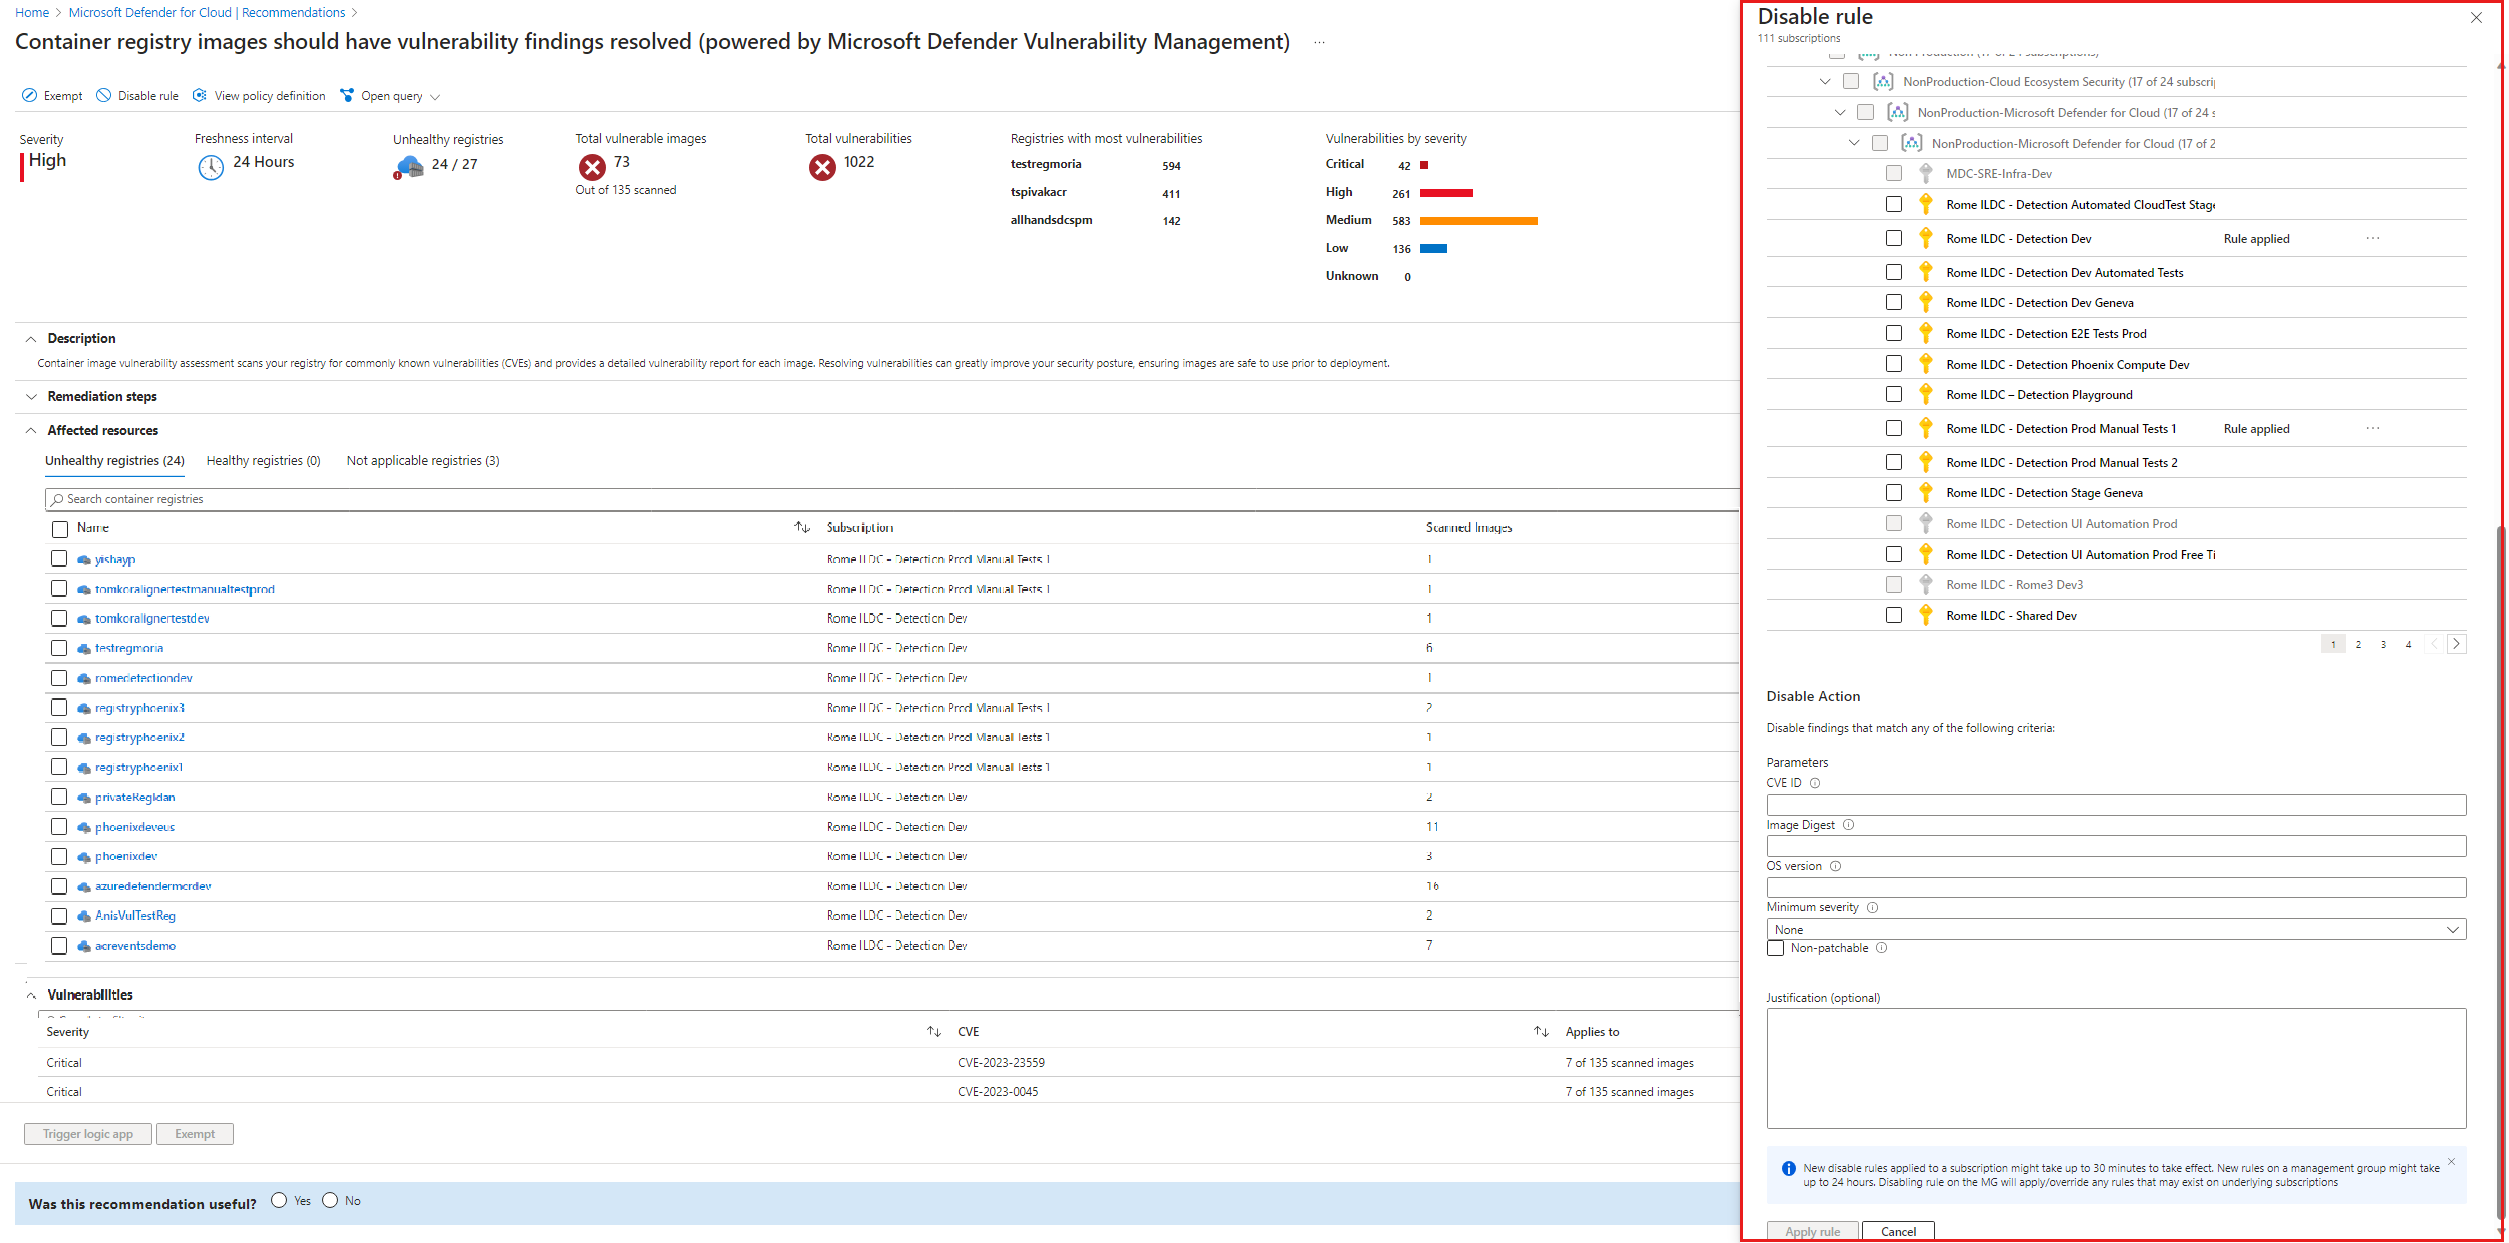 Home > Microsoft Defender for Cloud | Recommendations >
Container registry images should have vulnerability findings resolved (powered by Microsoft Defender Vulnerability Management) ...
Exempt Disable rule View policy definition Open query
Severity
High
Freshness interval
24 Hours
Unhealthy registries
24 / 27
Total vulnerable images
73
Out of 135 scanned
Total vulnerabilities
1022
Registries with most vulnerabilities
testregmoria 594
tspivakacr 411
allhandsdcspm 142
Vulnerabilities by severity
Critical 42
High 261
Medium 583
Low 136
Unknown 0
Description
Container image vulnerability assessment scans your registry for commonly known vulnerabilities (CVEs) and provides a detailed vulnerability report for each image. Resolving vulnerabilities can greatly improve your security posture, ensuring images are safe to use prior to deployment.
Remediation steps
Affected resources
Unhealthy registries (24) Healthy registries (0) Not applicable registries (3)
Search container registries
Name Subscription Scanned Images
yishayp Rome ILDC - Detection Prod Manual Tests 1 1
tomkoralignertestmanualtestprod Rome ILDC - Detection Prod Manual Tests 1 1
tomkoralignertestdev Rome ILDC - Detection Dev 1
testregmoria Rome ILDC - Detection Dev 6
romedetectiondev Rome ILDC - Detection Dev 1
registryphoenix3 Rome ILDC - Detection Prod Manual Tests 1 2
registryphoenix2 Rome ILDC - Detection Prod Manual Tests 1 1
registryphoenix1 Rome ILDC - Detection Prod Manual Tests 1 1
privateRegIdan Rome ILDC - Detection Dev 2
phoenixdeveus Rome ILDC - Detection Dev 11
phoenixdev Rome ILDC - Detection Dev 3
azuredefendermcrdev Rome ILDC - Detection Dev 16
AnisVulTestReg Rome ILDC - Detection Dev 2
acreventsdemo Rome ILDC - Detection Dev 7
Vulnerabilities
Severity CVE Applies to
Critical CVE-2023-23559 7 of 135 scanned images
Critical CVE-2023-0045 7 of 135 scanned images
Trigger logic app Exempt
Was this recommendation useful? Yes No
Disable rule
111 subscriptions
NonProduction-Cloud Ecosystem Security (17 of 24 subscri
NonProduction-Microsoft Defender for Cloud (17 of 24 s
NonProduction-Microsoft Defender for Cloud (17 of 2
MDC-SRE-Infra-Dev
Rome ILDC - Detection Automated CloudTest Stage
Rome ILDC - Detection Dev Rule applied ...
Rome ILDC - Detection Dev Automated Tests
Rome ILDC - Detection Dev Geneva
Rome ILDC - Detection E2E Tests Prod
Rome ILDC - Detection Phoenix Compute Dev
Rome ILDC – Detection Playground
Rome ILDC - Detection Prod Manual Tests 1 Rule applied ...
Rome ILDC - Detection Prod Manual Tests 2
Rome ILDC - Detection Stage Geneva
Rome ILDC - Detection UI Automation Prod
Rome ILDC - Detection UI Automation Prod Free Ti
Rome ILDC - Rome3 Dev3
Rome ILDC - Shared Dev
1 2 3 4 < >
Disable Action
Disable findings that match any of the following criteria:
Parameters
CVE ID
Image Digest
OS version
Minimum severity
None
Non-patchable
Justification (optional)
New disable rules applied to a subscription might take up to 30 minutes to take effect. New rules on a management group might take
up to 24 hours. Disabling rule on the MG will apply/override any rules that may exist on underlying subscriptions
Apply rule Cancel